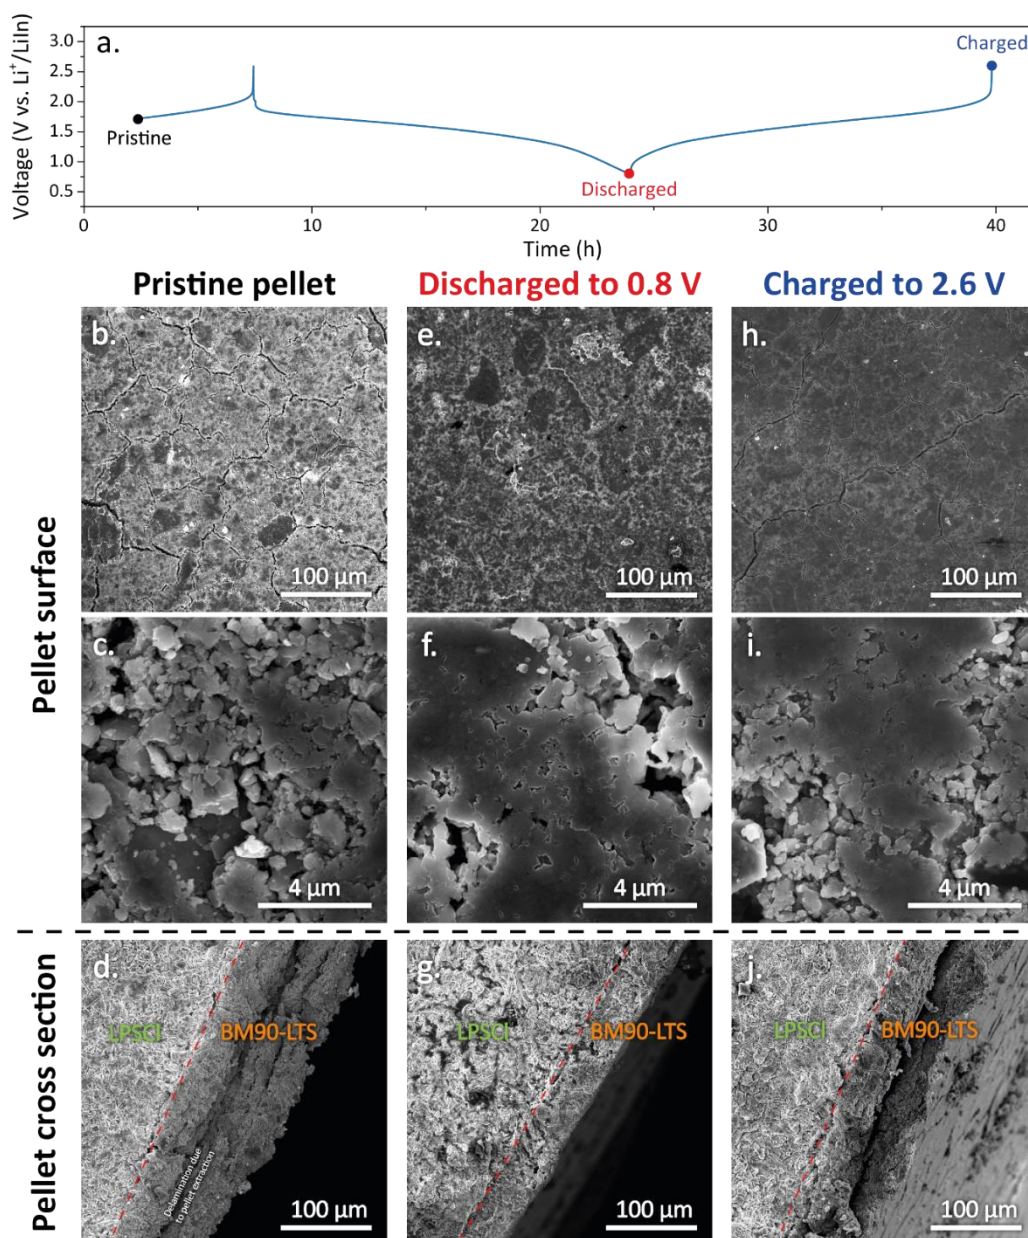 a.
3.0
2.5
2.0
1.5
1.0
0.5
Voltage (V vs. Li⁺/LiIn)
Pristine
Discharged
Charged
0
10
20
30
40
Time (h)
Pristine pellet
Discharged to 0.8 V
Charged to 2.6 V
Pellet surface
b.
100 µm
e.
100 µm
h.
100 µm
c.
4 µm
f.
4 µm
i.
4 µm
Pellet cross section
d.
LPSCl
BM90-LTS
Delamination due
to pellet extraction
100 µm
g.
LPSCl
BM90-LTS
100 µm
j.
LPSCl
BM90-LTS
100 µm